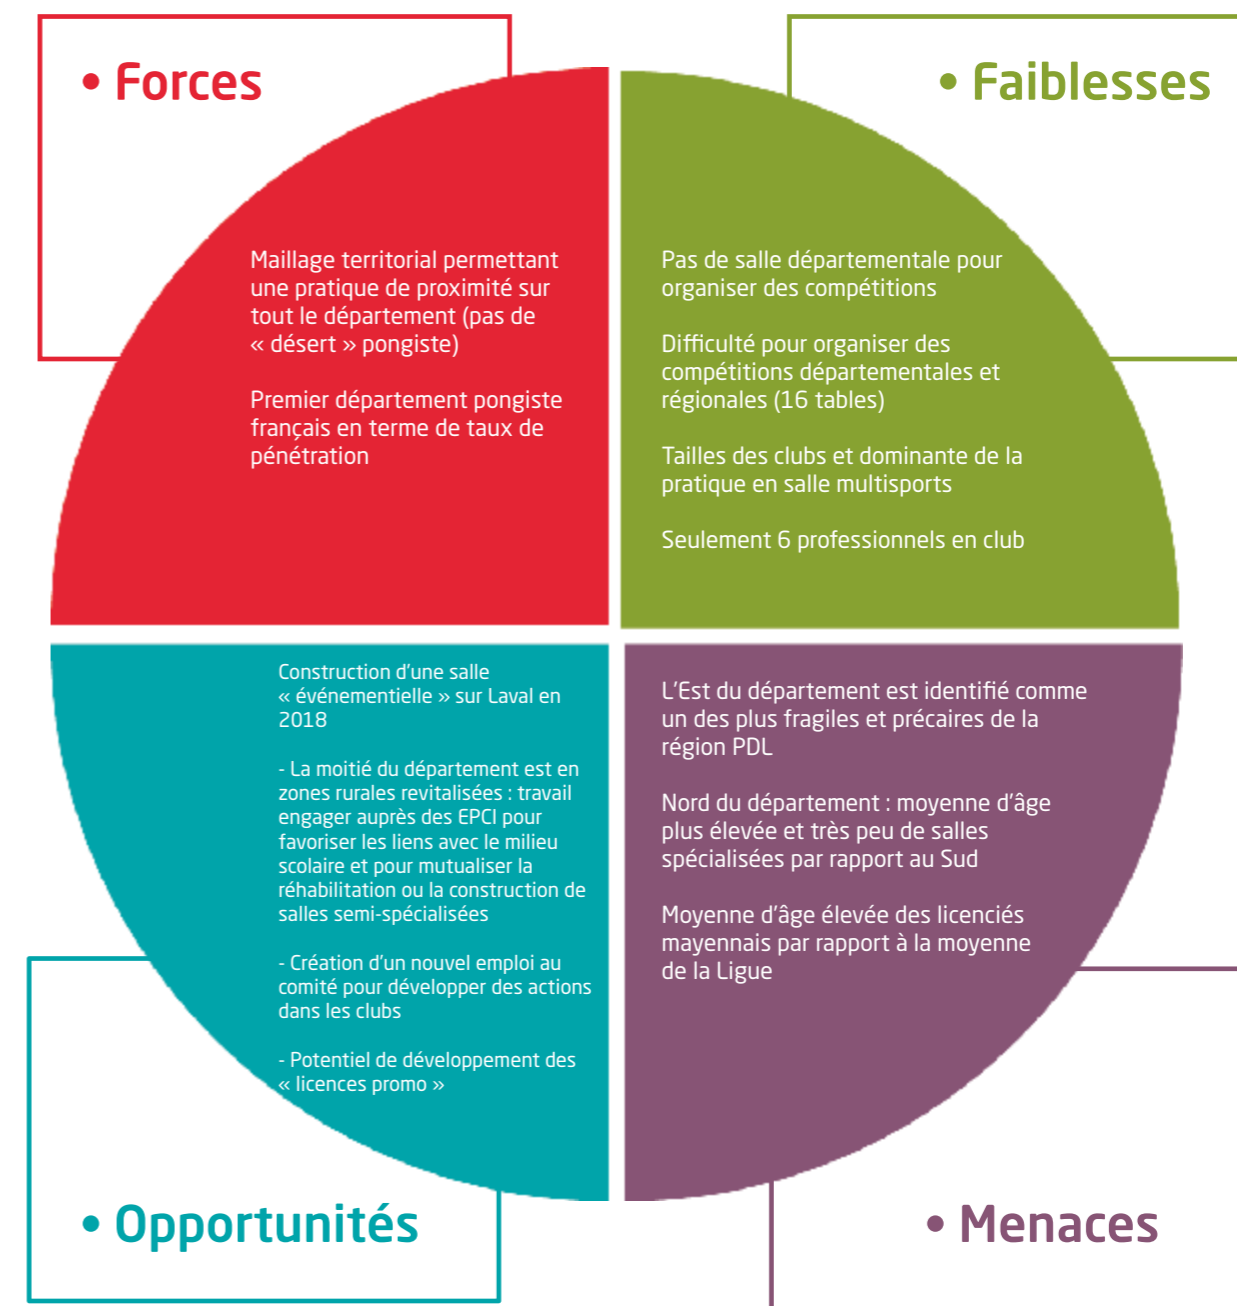 • Forces
Maillage territorial permettant
une pratique de proximité sur
tout le département (pas de
« désert » pongiste)
Premier département pongiste
français en terme de taux de
pénétration
• Faiblesses
Pas de salle départementale pour
organiser des compétitions
Difficulté pour organiser des
compétitions départementales et
régionales (16 tables)
Tailles des clubs et dominante de la
pratique en salle multisports
Seulement 6 professionnels en club
Construction d'une salle
« événementielle » sur Laval en
2018
- La moitié du département est en
zones rurales revitalisées : travail
engager auprès des EPCI pour
favoriser les liens avec le milieu
scolaire et pour mutualiser la
réhabilitation ou la construction de
salles semi-spécialisées
- Création d'un nouvel emploi au
comité pour développer des actions
dans les clubs
- Potentiel de développement des
« licences promo »
• Opportunités
L'Est du département est identifié comme
un des plus fragiles et précaires de la
région PDL
Nord du département : moyenne d'âge
plus élevée et très peu de salles
spécialisées par rapport au Sud
Moyenne d'âge élevée des licenciés
mayennais par rapport à la moyenne
de la Ligue
• Menaces